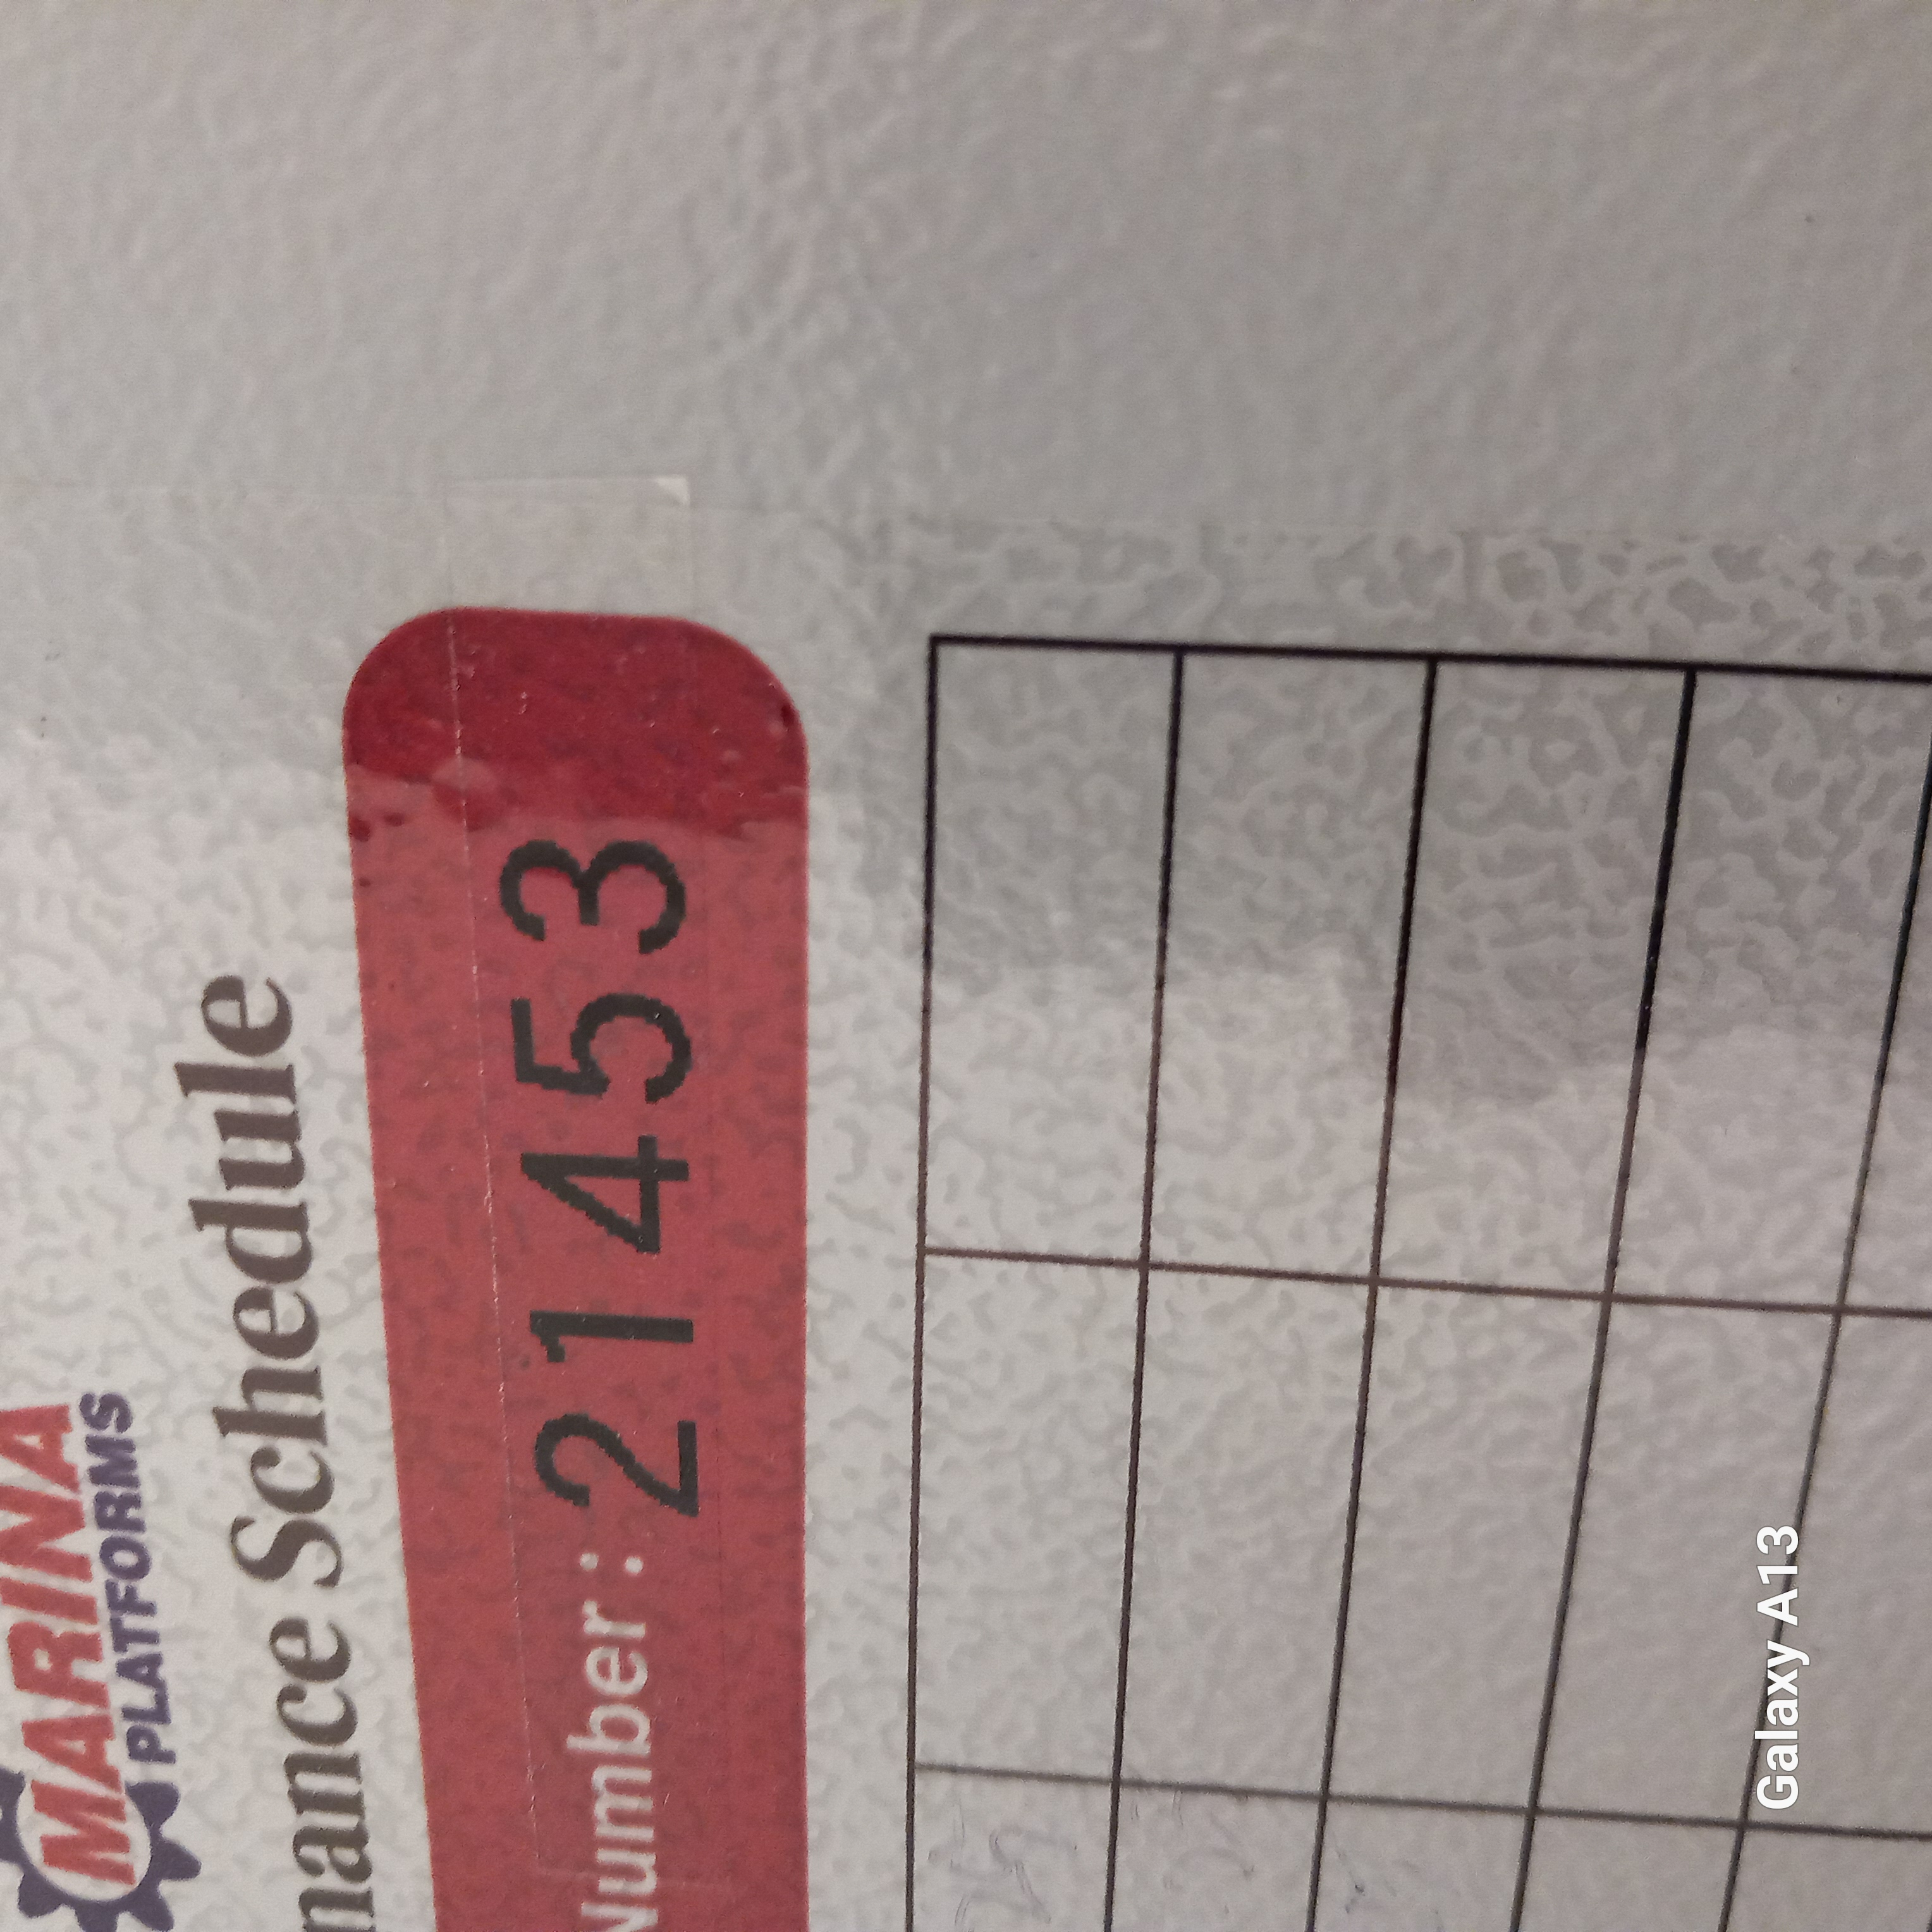 MARINA
PLATFORMS
nance Schedule
Number : 21453
Galaxy A13